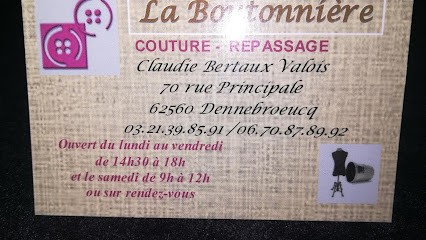 La Boutonnière
COUTURE - REPASSAGE
Claudie Bertaux Valois
70 rue Principale
62560 Dennebroeucq
03.21.39.85.91 /06.70.87.89.92
Ouvert du lundi au vendredi
de 14h30 à 18h
et le samedi de 9h à 12h
ou sur rendez-vous